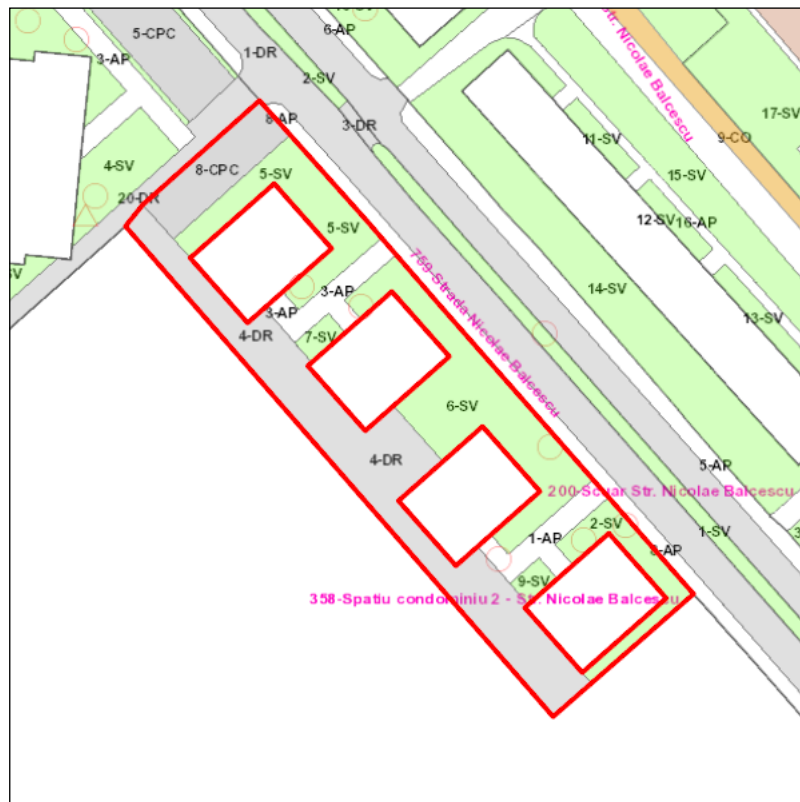 6-AP
5-CPC
1-DR
3-AP
2-SV
Str. Nicolae Balcescu
17-SV
8-AP
3-DR
9-CO
11-SV
4-SV
8-CPC
5-SV
15-SV
20-DR
12-SV
16-AP
5-SV
SV
14-SV
759-Strada Nicolae Balcescu
3-AP
3-AP
13-SV
4-DR
7-SV
6-SV
4-DR
5-AP
200-Scuar Str. Nicolae Balcescu
2-SV
1-SV
1-AP
8-AP
9-SV
358-Spatiu condominiu 2 - Str. Nicolae Balcescu